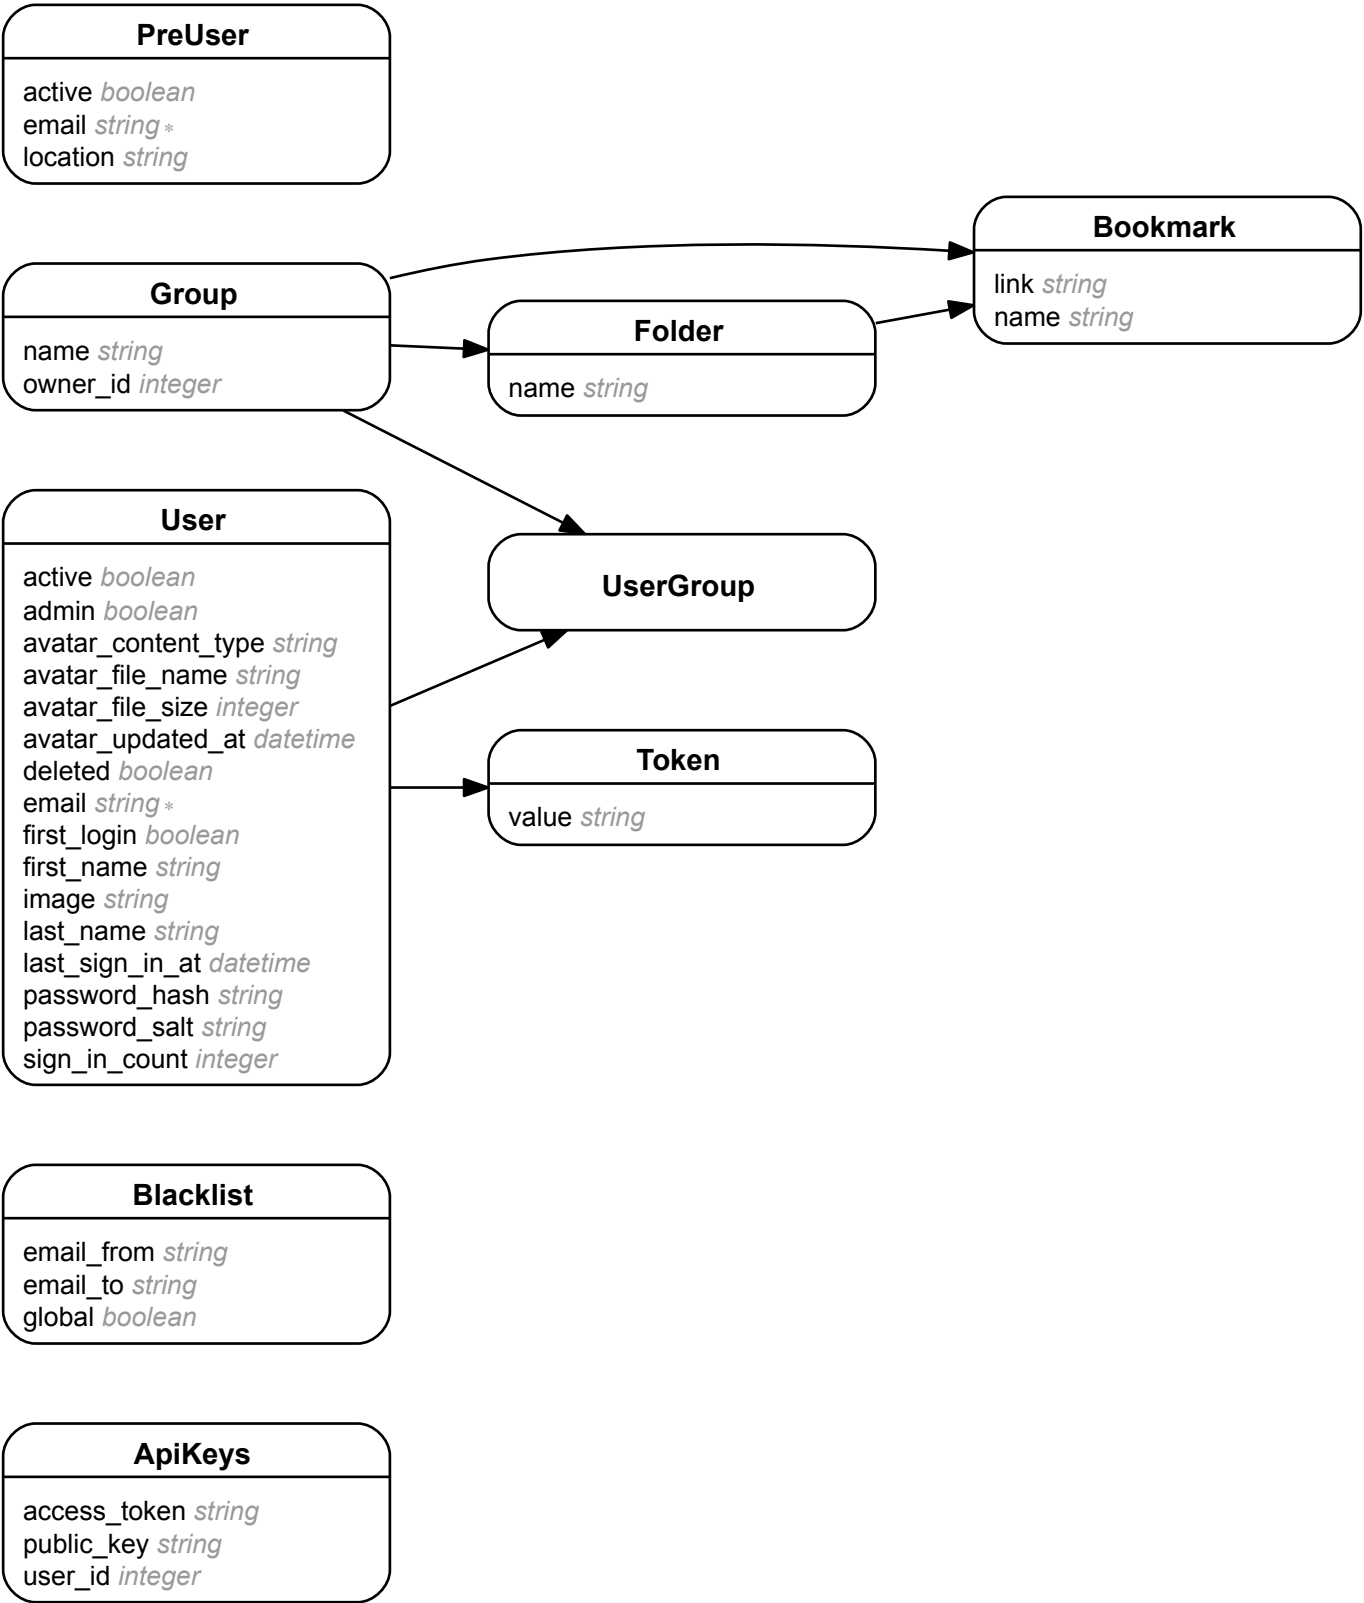 PreUser
active boolean
email string *
location string
Bookmark
link string
name string
Group
name string
owner_id integer
Folder
name string
User
active boolean
admin boolean
avatar_content_type string
avatar_file_name string
avatar_file_size integer
avatar_updated_at datetime
deleted boolean
email string *
first_login boolean
first_name string
image string
last_name string
last_sign_in_at datetime
password_hash string
password_salt string
sign_in_count integer
UserGroup
Token
value string
Blacklist
email_from string
email_to string
global boolean
ApiKeys
access_token string
public_key string
user_id integer